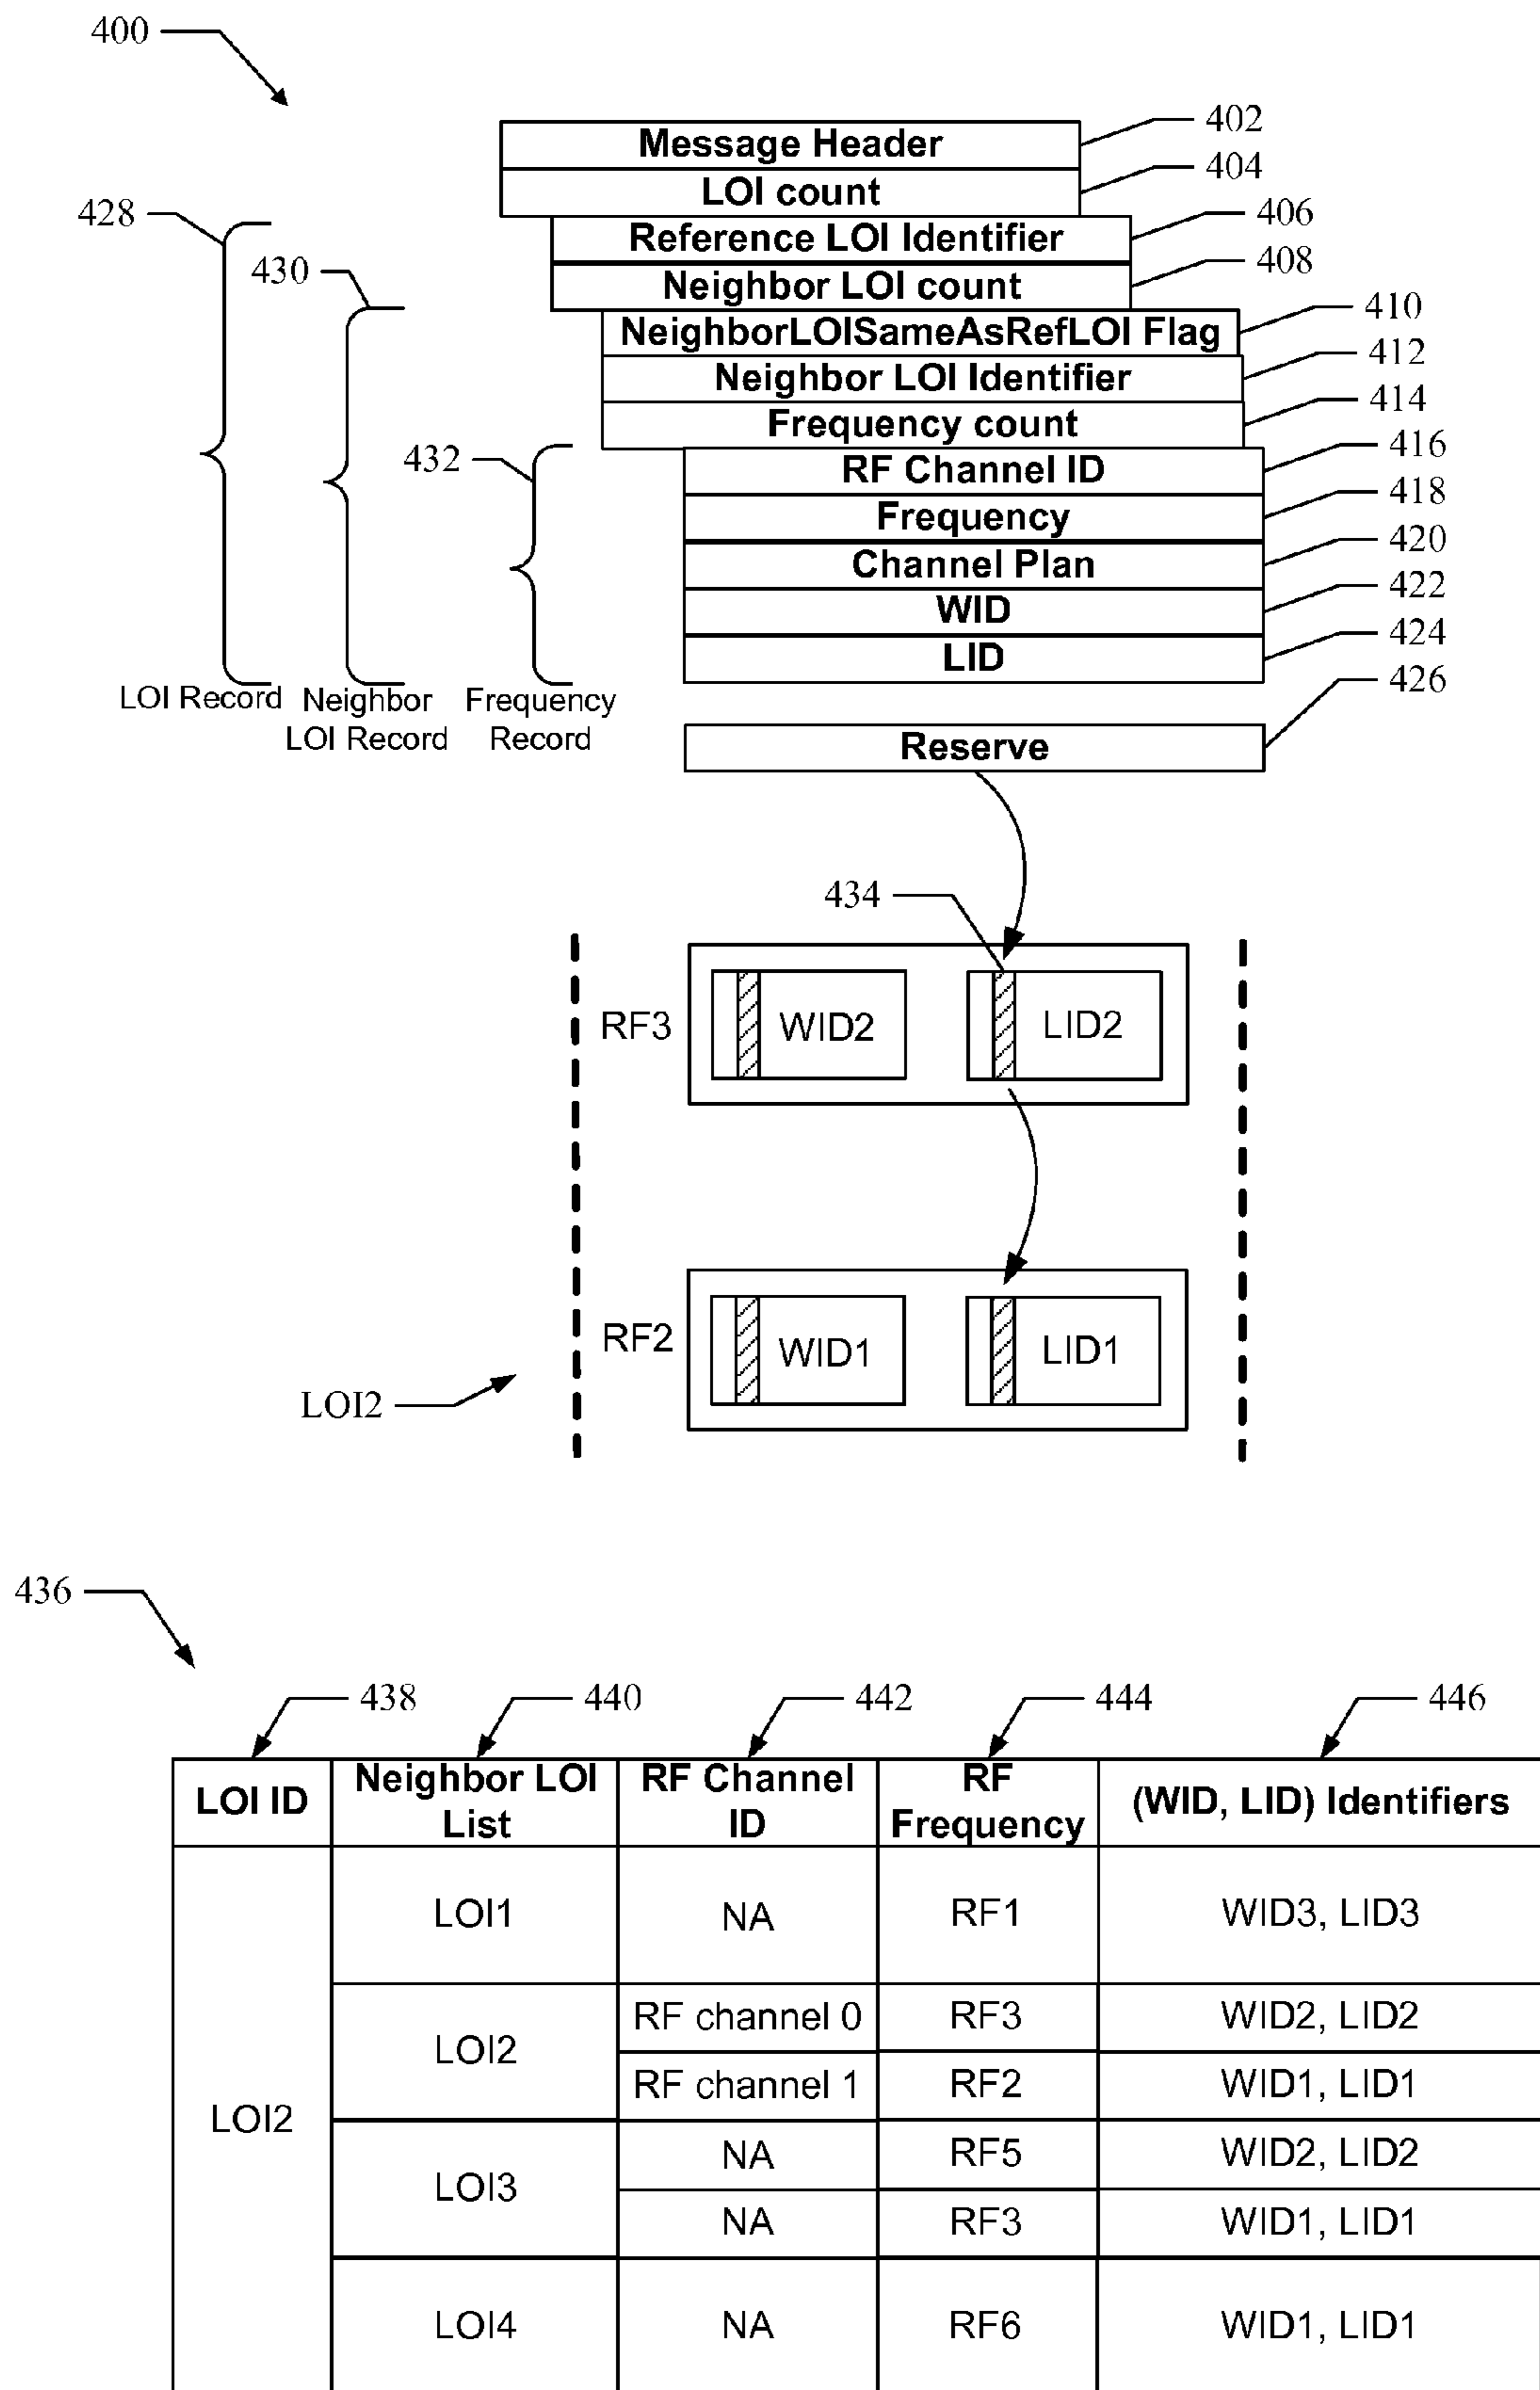 400
Message Header
402
LOI count
404
428
Reference LOI Identifier
406
430
Neighbor LOI count
408
NeighborLOISameAsRefLOI Flag
410
Neighbor LOI Identifier
412
Frequency count
414
432
RF Channel ID
416
Frequency
418
Channel Plan
420
WID
422
LID
424
LOI Record
Neighbor
LOI Record
Frequency
Record
Reserve
426
434
RF3
WID2
LID2
RF2
WID1
LID1
LOI2
436
438
440
442
444
446
LOI ID
Neighbor LOI
List
RF Channel
ID
RF
Frequency
(WID, LID) Identifiers
LOI2
LOI1
NA
RF1
WID3, LID3
LOI2
RF channel 0
RF3
WID2, LID2
RF channel 1
RF2
WID1, LID1
LOI3
NA
RF5
WID2, LID2
NA
RF3
WID1, LID1
LOI4
NA
RF6
WID1, LID1